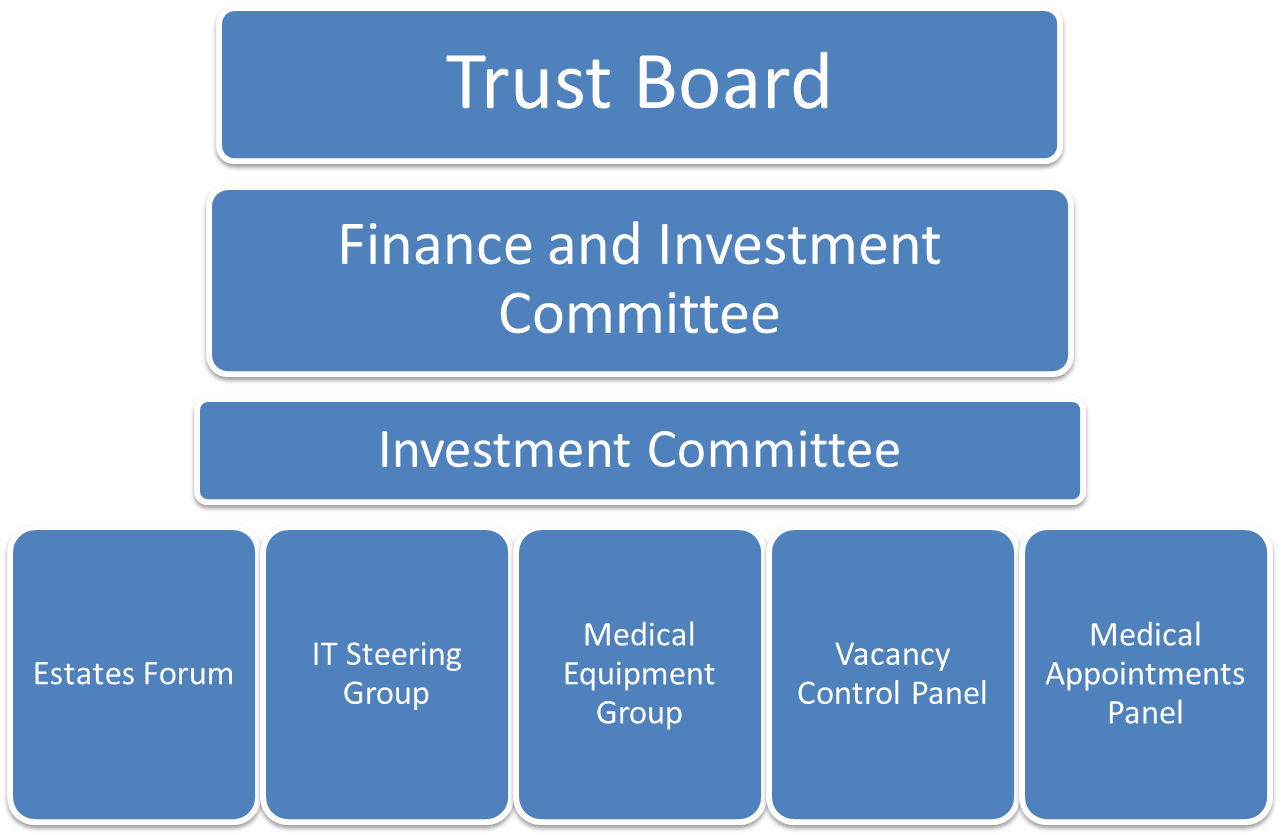 Trust Board
Finance and Investment
Committee
Investment Committee
Estates Forum
IT Steering
Group
Medical
Equipment
Group
Vacancy
Control Panel
Medical
Appointments
Panel